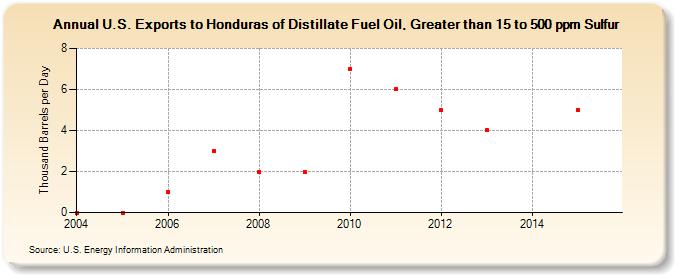 Annual U.S. Exports to Honduras of Distillate Fuel Oil, Greater than 15 to 500 ppm Sulfur
Thousand Barrels per Day
8
6
4
2
0
2004 2006 2008 2010 2012 2014
Source: U.S. Energy Information Administration